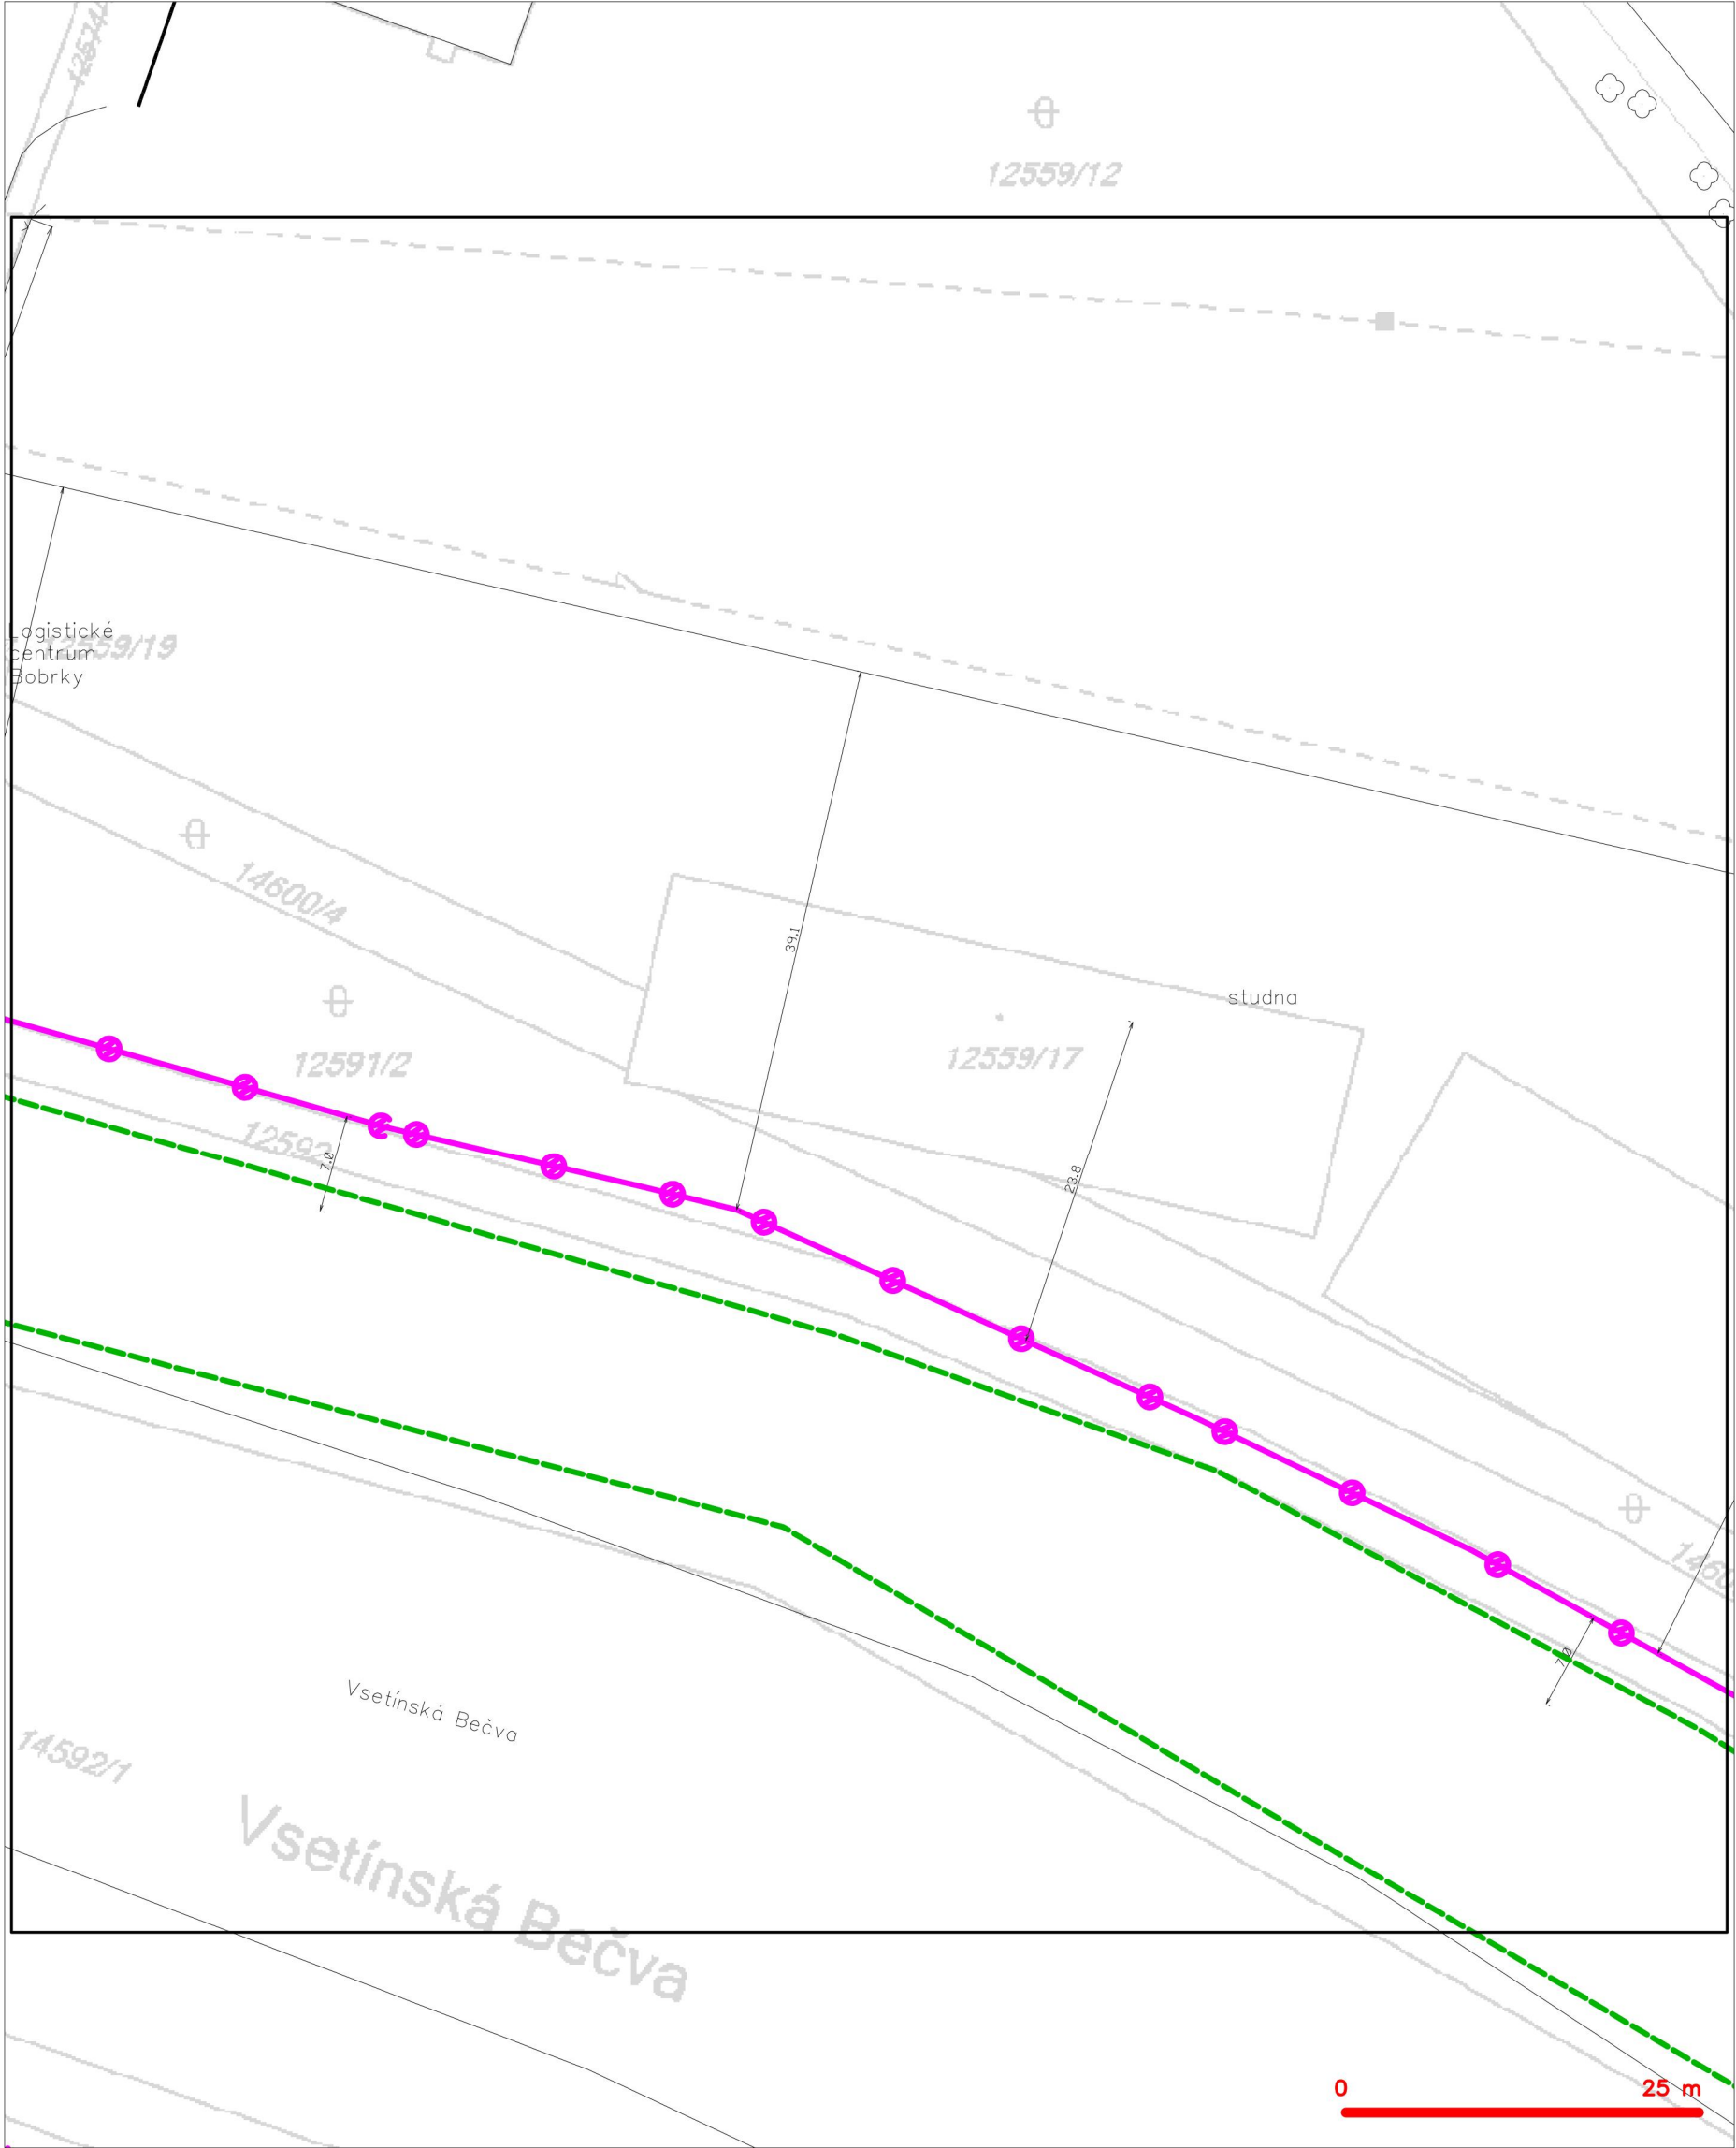 12559/12
Logistické
centrum
Bobrky
12559/19
14600/4
39.1
studna
12559/17
12591/2
12592
7.0
23.8
7.0
Vsetínská Bečva
14592/1
Vsetínská Bečva
0 25 m